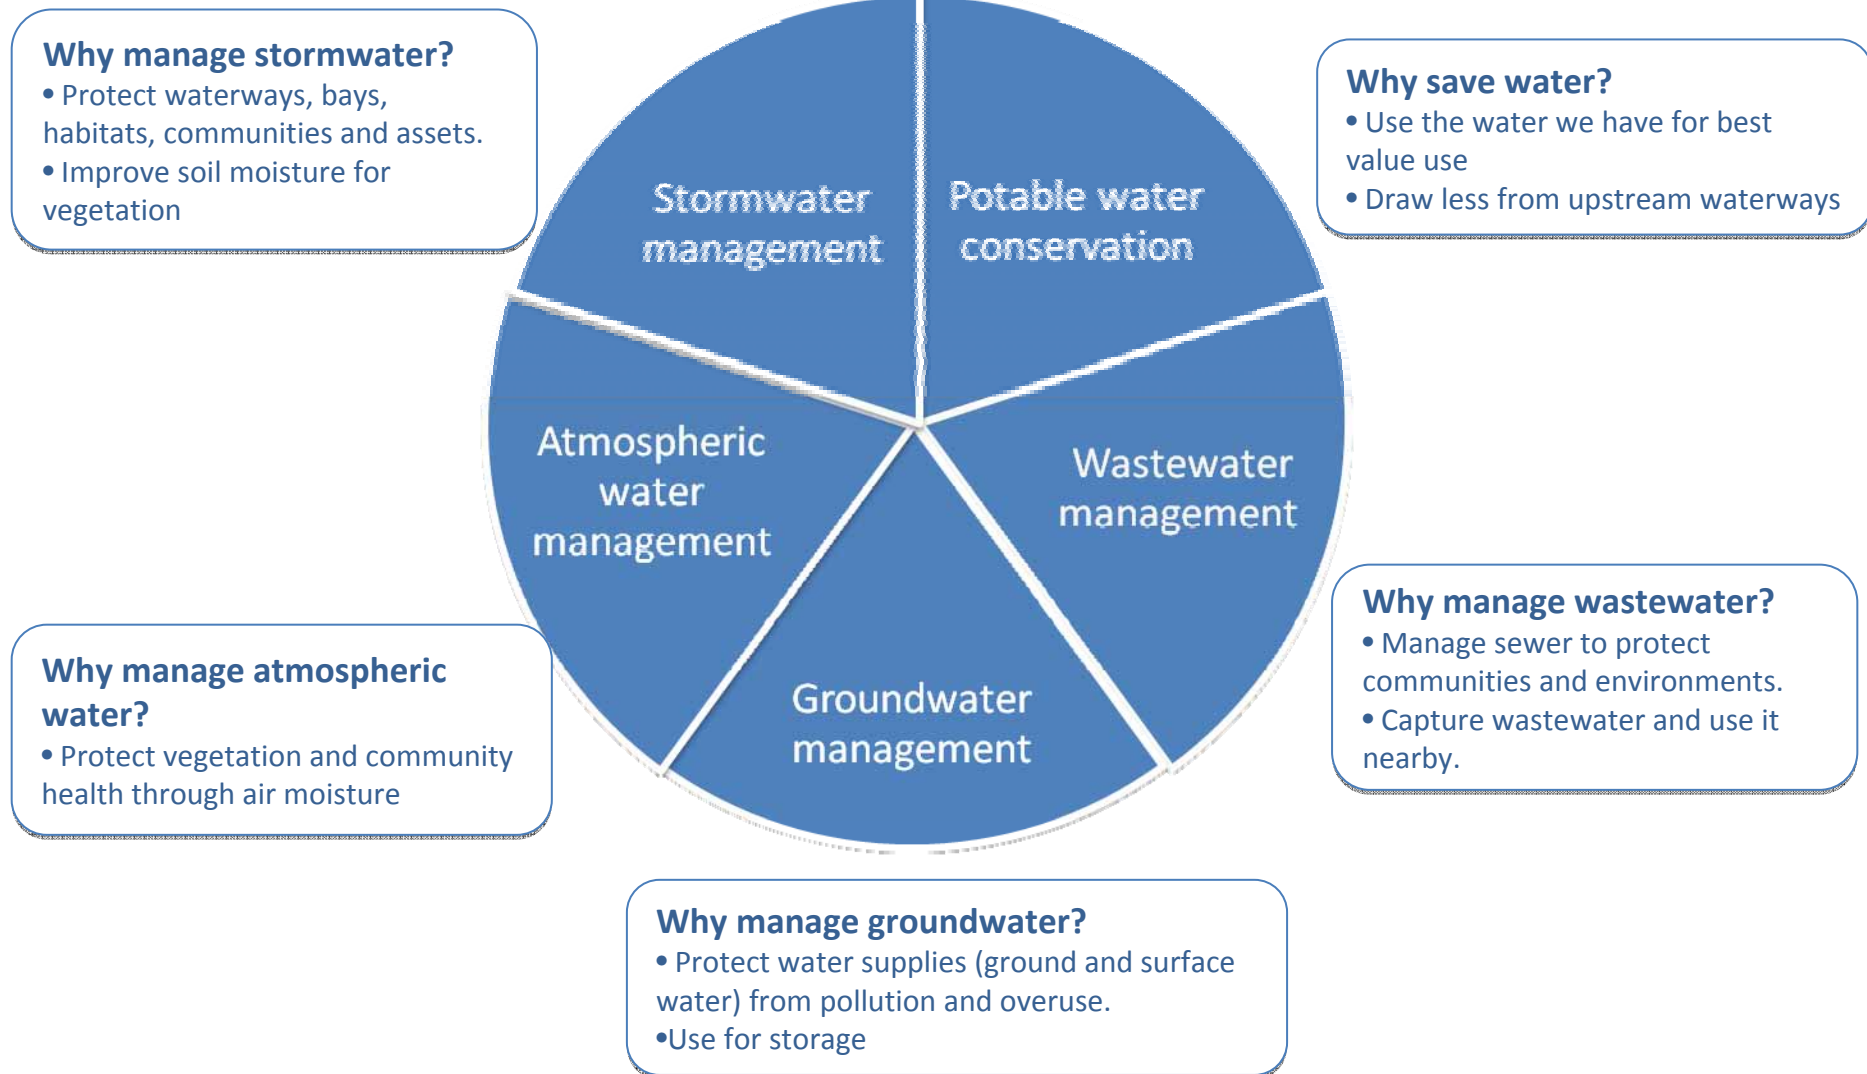 Why manage stormwater?
• Protect waterways, bays,
habitats, communities and assets.
• Improve soil moisture for
vegetation
Why save water?
• Use the water we have for best
value use
• Draw less from upstream waterways
Stormwater
management
Potable water
conservation
Atmospheric
water
management
Wastewater
management
Groundwater
management
Why manage atmospheric
water?
• Protect vegetation and community
health through air moisture
Why manage wastewater?
• Manage sewer to protect
communities and environments.
• Capture wastewater and use it
nearby.
Why manage groundwater?
• Protect water supplies (ground and surface
water) from pollution and overuse.
•Use for storage